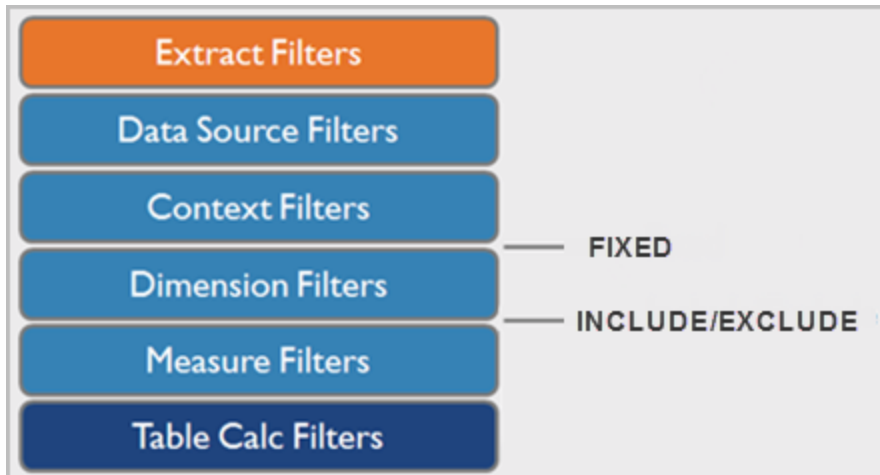 Extract Filters
Data Source Filters
Context Filters
FIXED
Dimension Filters
INCLUDE/EXCLUDE
Measure Filters
Table Calc Filters